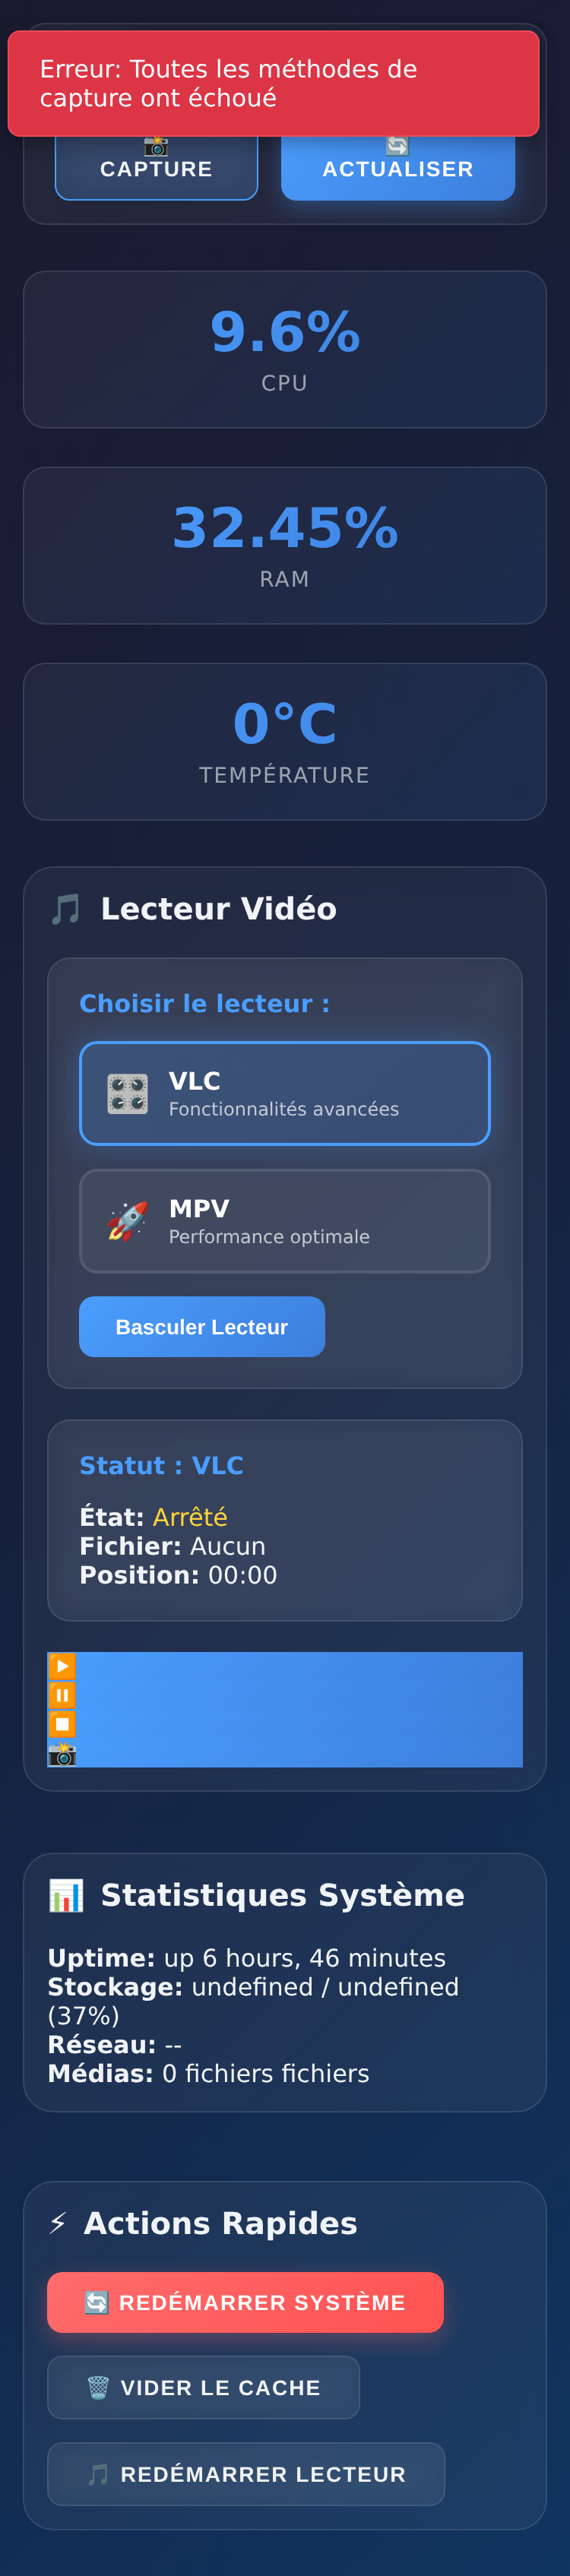 Erreur: Toutes les méthodes de
capture ont échoué
CAPTURE
ACTUALISER
9.6%
CPU
32.45%
RAM
0°C
TEMPÉRATURE
Lecteur Vidéo
Choisir le lecteur :
VLC
Fonctionnalités avancées
MPV
Performance optimale
Basculer Lecteur
Statut : VLC
État: Arrêté
Fichier: Aucun
Position: 00:00
Statistiques Système
Uptime: up 6 hours, 46 minutes
Stockage: undefined / undefined
(37%)
Réseau: --
Médias: 0 fichiers fichiers
Actions Rapides
REDÉMARRER SYSTÈME
VIDER LE CACHE
REDÉMARRER LECTEUR